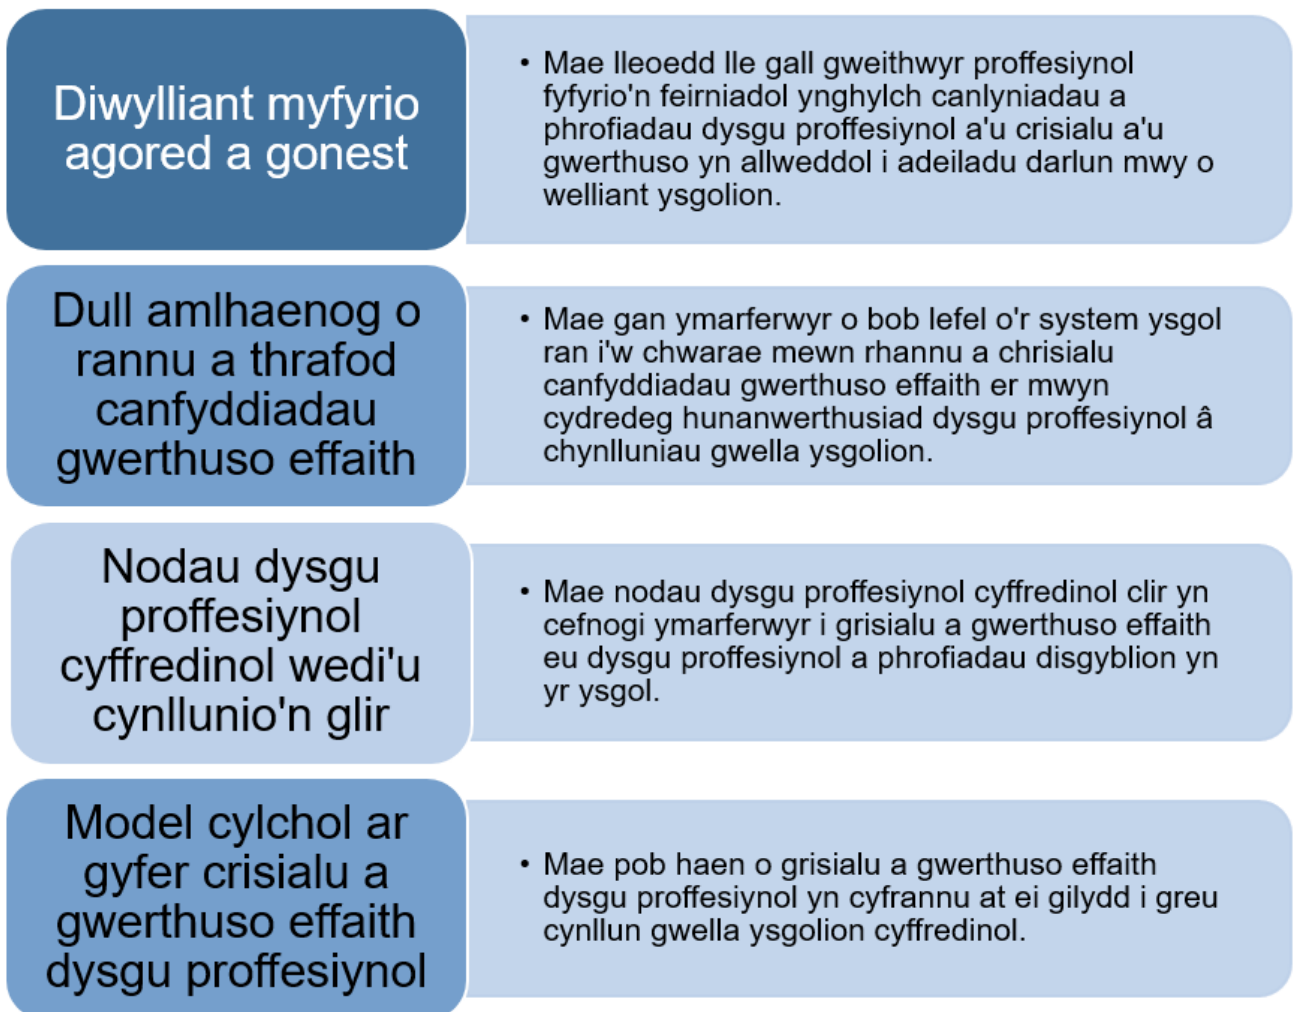 Diwylliant myfyrio
agored a gonest
• Mae lleoedd lle gall gweithwyr proffesiynol
fyfyrio'n feirniadol ynghylch canlyniadau a
phrofiadau dysgu proffesiynol a'u crisialu a'u
gwerthuso yn allweddol i adeiladu darlun mwy o
welliant ysgolion.
Dull amlhaenog o
rannu a thrafod
canfyddiadau
gwerthuso effaith
• Mae gan ymarferwyr o bob lefel o'r system ysgol
ran i'w chwarae mewn rhannu a chrisialu
canfyddiadau gwerthuso effaith er mwyn
cydredeg hunanwerthusiad dysgu proffesiynol â
chynlluniau gwella ysgolion.
Nodau dysgu
proffesiynol
cyffredinol wedi'u
cynllunio'n glir
• Mae nodau dysgu proffesiynol cyffredinol clir yn
cefnogi ymarferwyr i grisialu a gwerthuso effaith
eu dysgu proffesiynol a phrofiadau disgyblion yn
yr ysgol.
Model cylchol ar
gyfer crisialu a
gwerthuso effaith
dysgu proffesiynol
• Mae pob haen o grisialu a gwerthuso effaith
dysgu proffesiynol yn cyfrannu at ei gilydd i greu
cynllun gwella ysgolion cyffredinol.